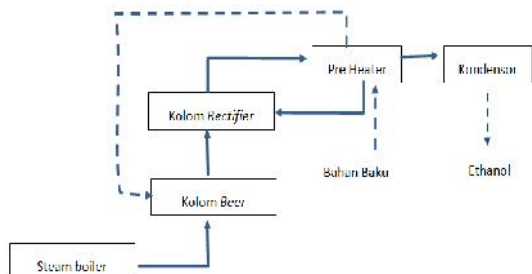 Pre Heater
Kondensor
Kolom Rectifier
Bahan Baku
Ethanol
Kolom Beer
Steam boiler